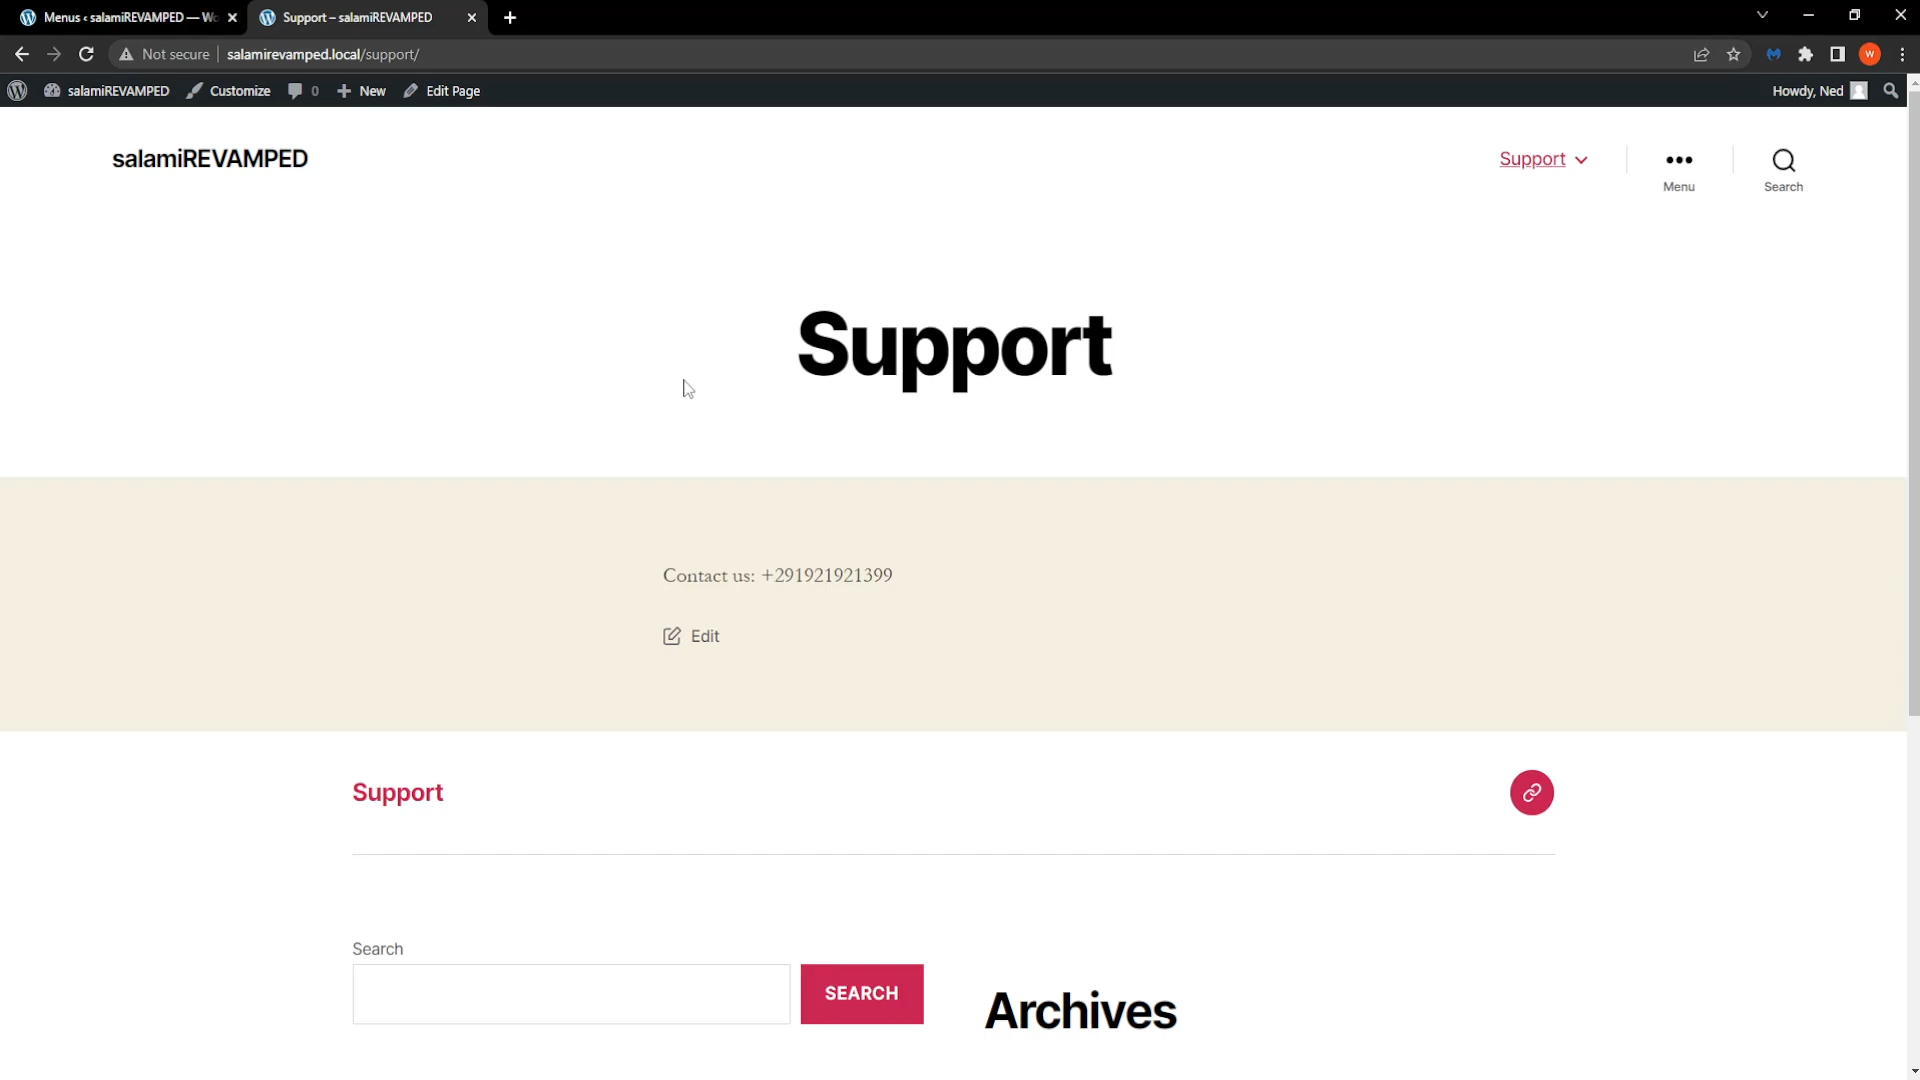 Menus ‹ salamiREVAMPED — Wo
Support – salamiREVAMPED
Not secure
salamirevamped.local/support/
W
salamiREVAMPED
Customize
0
New
Edit Page
Howdy, Ned
salamiREVAMPED
Support
Menu
Search
Support
Contact us: +291921921399
Edit
Support
Search
SEARCH
Archives